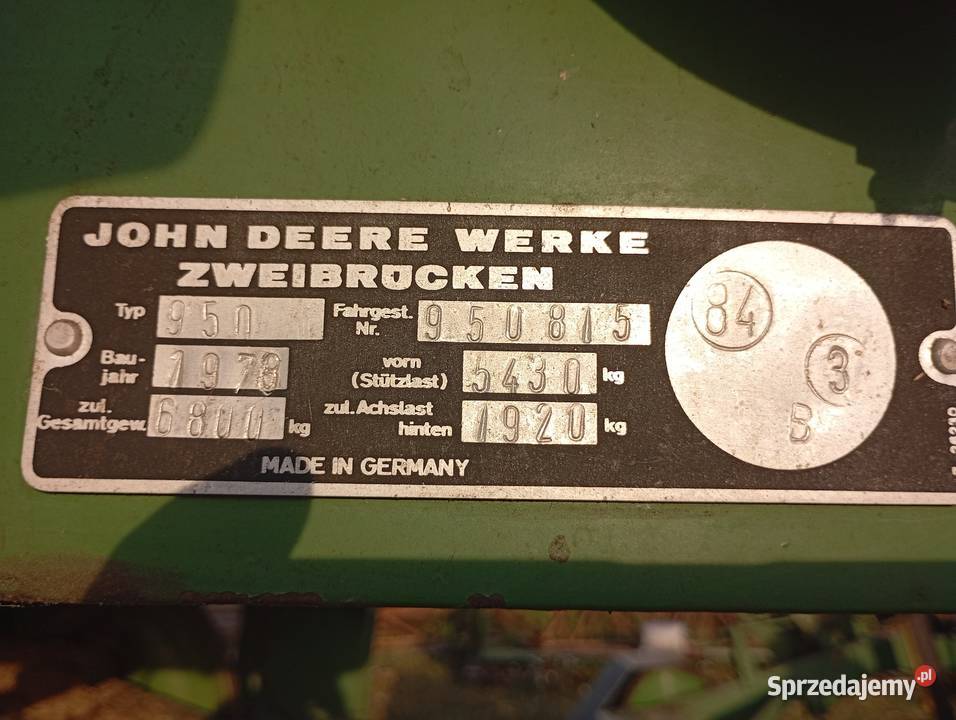 JOHN DEERE WERKE
ZWEIBRÜCKEN
Typ 950 Fahrgest. Nr. 950815
Bau-jahr 1978 vorn (Stützlast) 5430 kg
zul. Gesamtgew. 6800 kg zul. Achslast hinten 1920 kg
MADE IN GERMANY
84
3
B
Sprzedajemy.pl